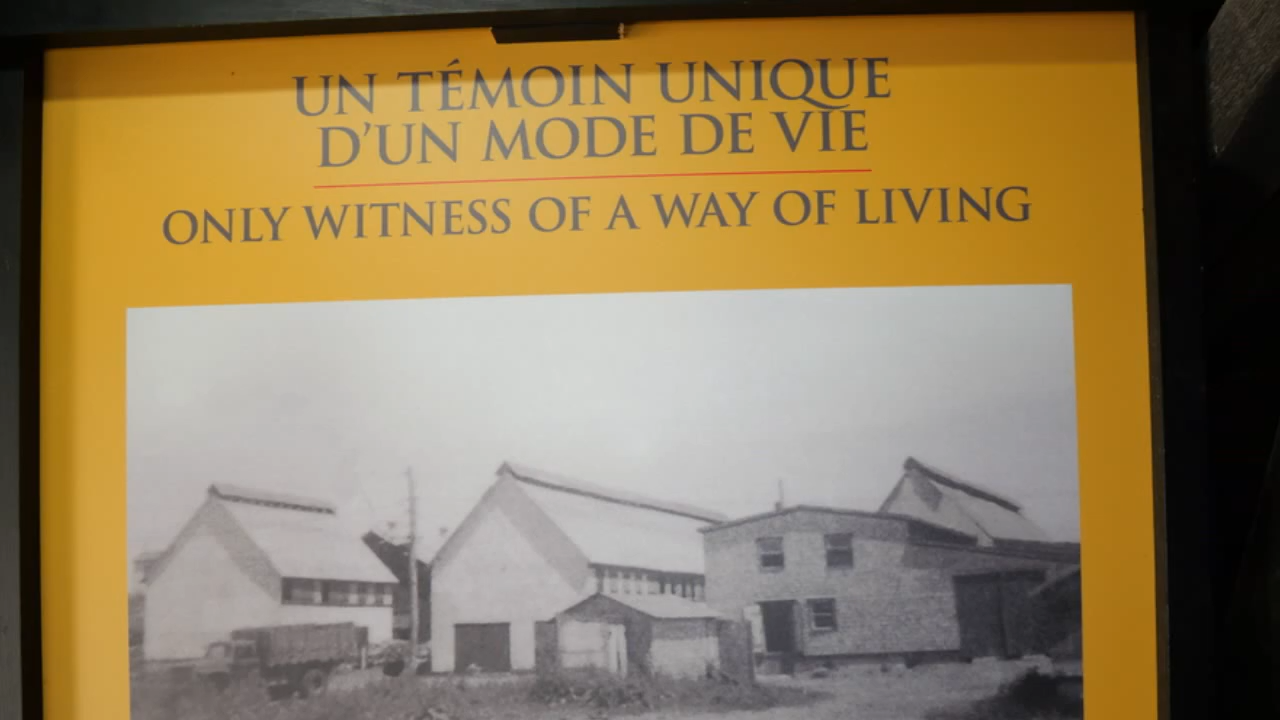 UN TÉMOIN UNIQUE
D'UN MODE DE VIE
ONLY WITNESS OF A WAY OF LIVING